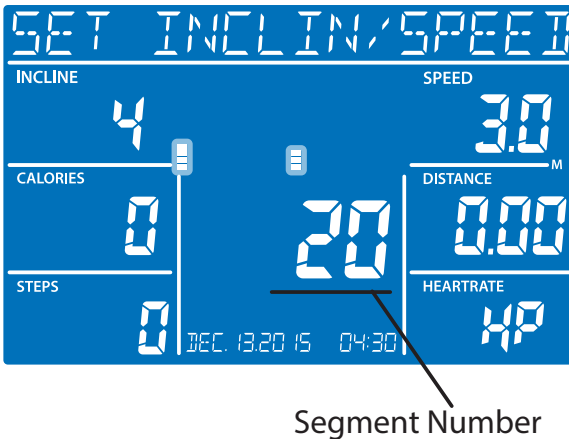 SET INCLIN/SPEED
INCLINE
4
SPEED
3.0
M
CALORIES
0
DISTANCE
0.00
20
STEPS
0
HEARTRATE
HP
DEC. 13.2015 04:30
Segment Number